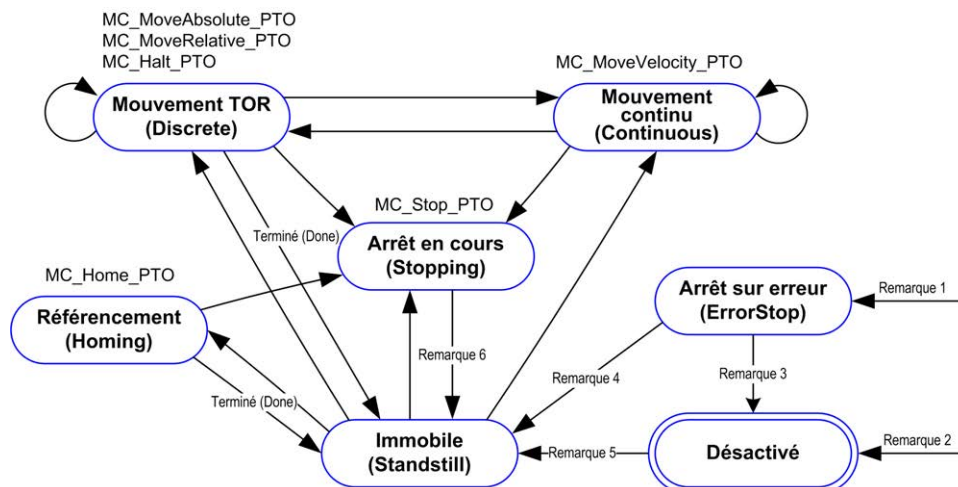 MC_MoveAbsolute_PTO
MC_MoveRelative_PTO
MC_Halt_PTO
MC_MoveVelocity_PTO
Mouvement TOR
(Discrete)
Mouvement
continu
(Continuous)
MC_Stop_PTO
Terminé (Done)
Arrêt en cours
(Stopping)
MC_Home_PTO
Référencement
(Homing)
Arrêt sur erreur
(ErrorStop)
Remarque 1
Remarque 6
Remarque 4
Remarque 3
Terminé (Done)
Immobile
(Standstill)
Remarque 5
Désactivé
Remarque 2